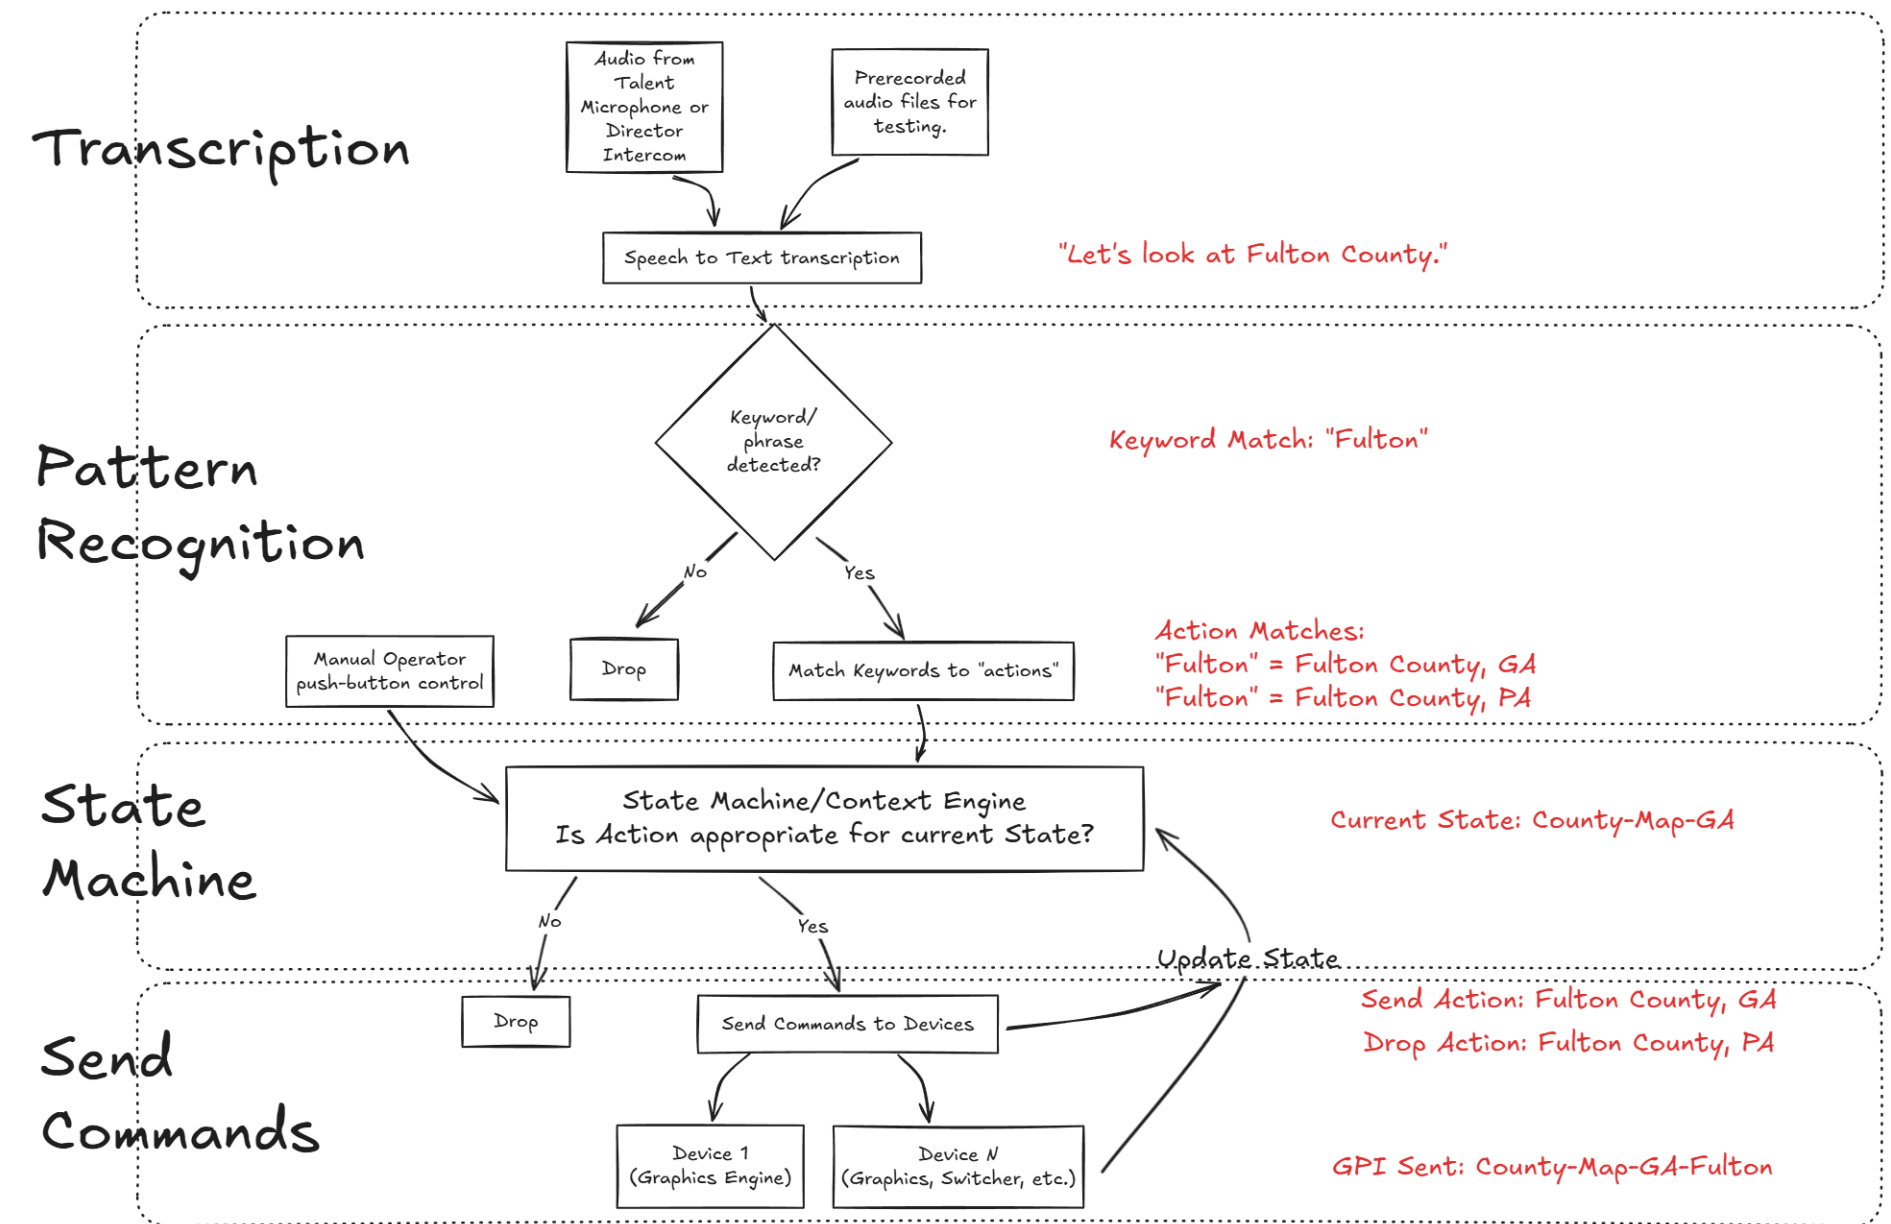 Transcription
Audio from
Talent
Microphone or
Director
Intercom
Prerecorded
audio files for
testing.
Speech to Text transcription
"Let's look at Fulton County."
Pattern
Recognition
Keyword/
phrase
detected?
Keyword Match: "Fulton"
No
Yes
Manual Operator
push-button control
Drop
Match Keywords to "actions"
Action Matches:
"Fulton" = Fulton County, GA
"Fulton" = Fulton County, PA
State
Machine
State Machine/Context Engine
Is Action appropriate for current State?
Current State: County-Map-GA
No
Yes
Update State
Send
Commands
Drop
Send Commands to Devices
Send Action: Fulton County, GA
Drop Action: Fulton County, PA
Device 1
(Graphics Engine)
Device N
(Graphics, Switcher, etc.)
GPI Sent: County-Map-GA-Fulton